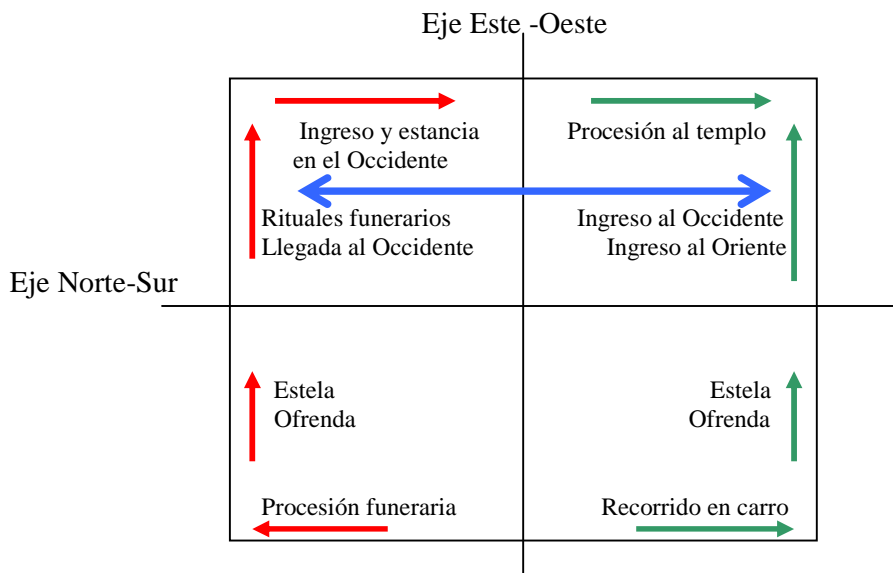 Eje Este -Oeste
Ingreso y estancia
en el Occidente
Procesión al templo
Rituales funerarios
Llegada al Occidente
Ingreso al Occidente
Ingreso al Oriente
Eje Norte-Sur
Estela
Ofrenda
Estela
Ofrenda
Procesión funeraria
Recorrido en carro